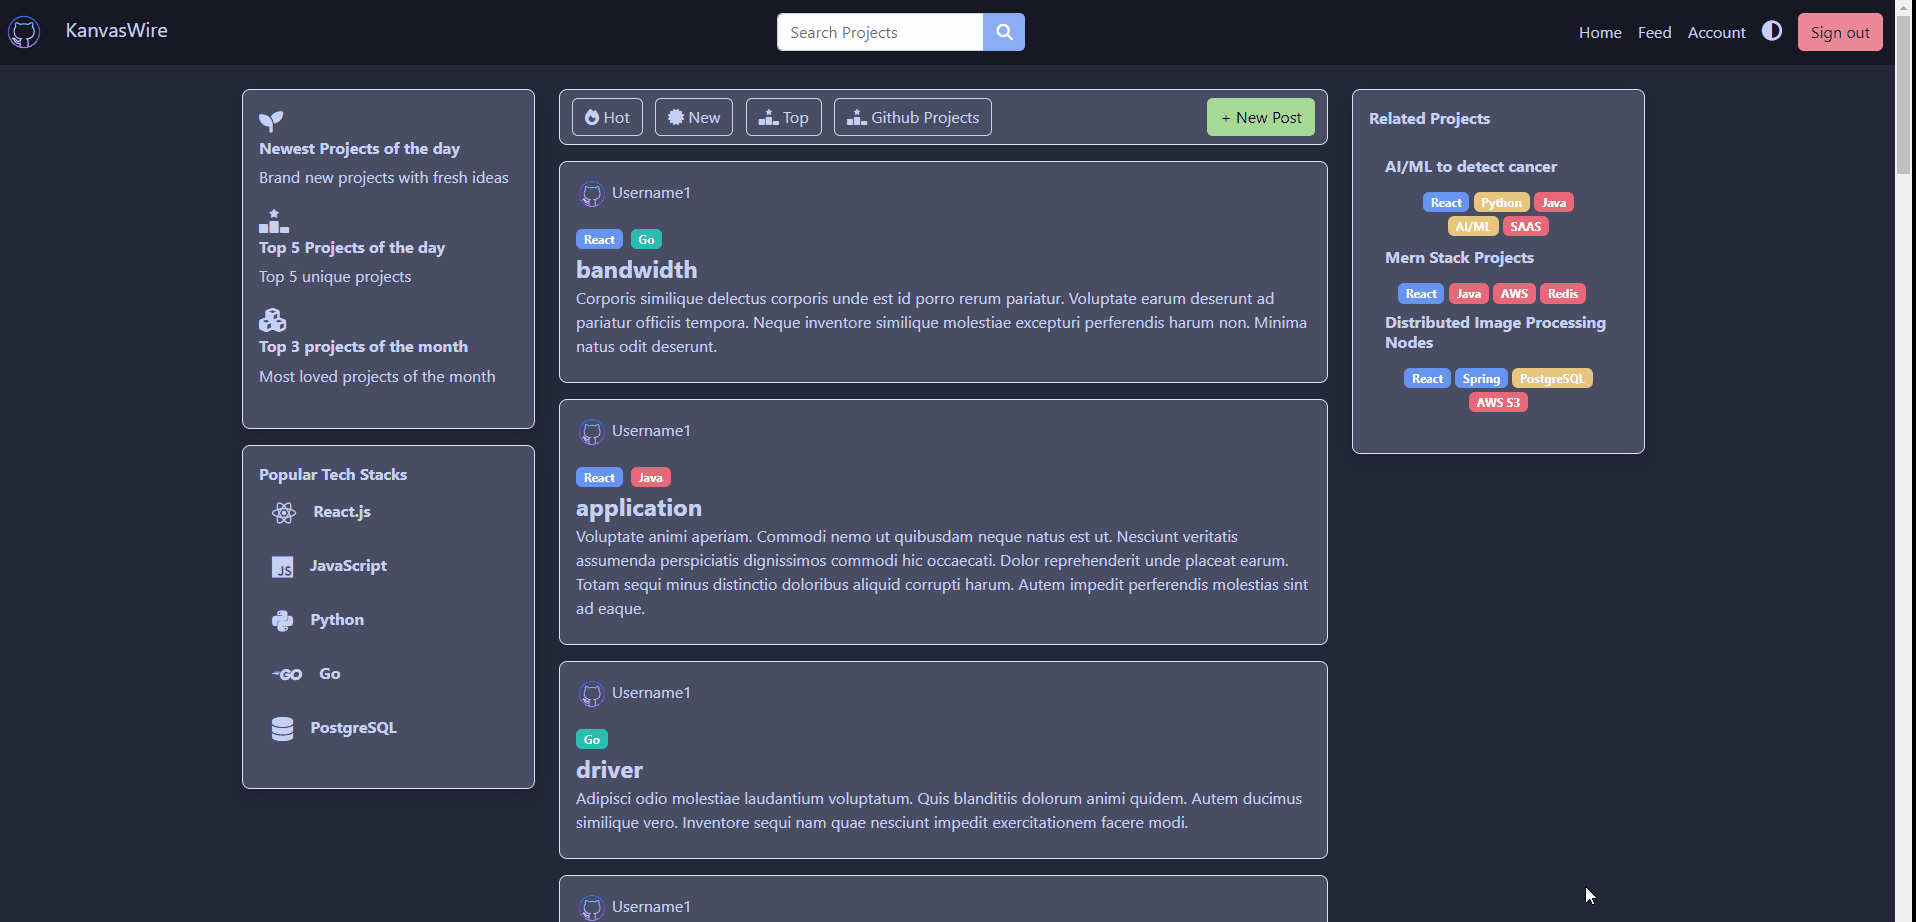 KanvasWire
Search Projects
Home Feed Account Sign out
Newest Projects of the day
Brand new projects with fresh ideas
Top 5 Projects of the day
Top 5 unique projects
Top 3 projects of the month
Most loved projects of the month
Popular Tech Stacks
React.js
JS JavaScript
Python
GO Go
PostgreSQL
Hot New Top Github Projects + New Post
Username1
React Go
bandwidth
Corporis similique delectus corporis unde est id porro rerum pariatur. Voluptate earum deserunt ad
pariatur officiis tempora. Neque inventore similique molestiae excepturi perferendis harum non. Minima
natus odit deserunt.
Username1
React Java
application
Voluptate animi aperiam. Commodi nemo ut quibusdam neque natus est ut. Nesciunt veritatis
assumenda perspiciatis dignissimos commodi hic occaecati. Dolor reprehenderit unde placeat earum.
Totam sequi minus distinctio doloribus aliquid corrupti harum. Autem impedit perferendis molestias sint
ad eaque.
Username1
Go
driver
Adipisci odio molestiae laudantium voluptatum. Quis blanditiis dolorum animi quidem. Autem ducimus
similique vero. Inventore sequi nam quae nesciunt impedit exercitationem facere modi.
Username1
Related Projects
AI/ML to detect cancer
React Python Java
AI/ML SAAS
Mern Stack Projects
React Java AWS Redis
Distributed Image Processing
Nodes
React Spring PostgreSQL
AWS S3